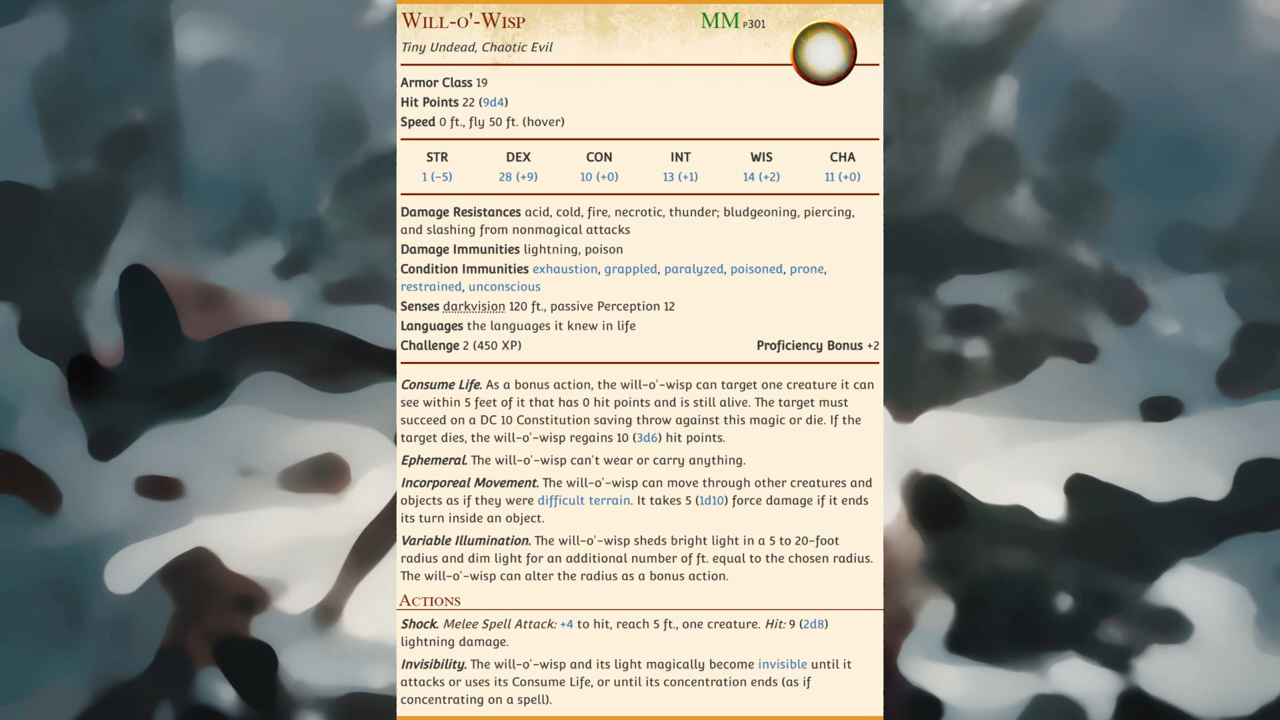 Will-o'-Wisp MM p301
Tiny Undead, Chaotic Evil
Armor Class 19
Hit Points 22 (9d4)
Speed 0 ft., fly 50 ft. (hover)
STR DEX CON INT WIS CHA
1 (−5) 28 (+9) 10 (+0) 13 (+1) 14 (+2) 11 (+0)
Damage Resistances acid, cold, fire, necrotic, thunder; bludgeoning, piercing,
and slashing from nonmagical attacks
Damage Immunities lightning, poison
Condition Immunities exhaustion, grappled, paralyzed, poisoned, prone,
restrained, unconscious
Senses darkvision 120 ft., passive Perception 12
Languages the languages it knew in life
Challenge 2 (450 XP) Proficiency Bonus +2
Consume Life. As a bonus action, the will-o'-wisp can target one creature it can
see within 5 feet of it that has 0 hit points and is still alive. The target must
succeed on a DC 10 Constitution saving throw against this magic or die. If the
target dies, the will-o'-wisp regains 10 (3d6) hit points.
Ephemeral. The will-o'-wisp can't wear or carry anything.
Incorporeal Movement. The will-o'-wisp can move through other creatures and
objects as if they were difficult terrain. It takes 5 (1d10) force damage if it ends
its turn inside an object.
Variable Illumination. The will-o'-wisp sheds bright light in a 5 to 20-foot
radius and dim light for an additional number of ft. equal to the chosen radius.
The will-o'-wisp can alter the radius as a bonus action.
Actions
Shock. Melee Spell Attack: +4 to hit, reach 5 ft., one creature. Hit: 9 (2d8)
lightning damage.
Invisibility. The will-o'-wisp and its light magically become invisible until it
attacks or uses its Consume Life, or until its concentration ends (as if
concentrating on a spell).